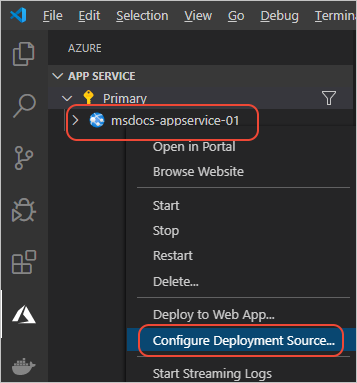 File Edit Selection View Go Debug Termin
AZURE
APP SERVICE
Primary
msdocs-appservice-01
Open in Portal
Browse Website
Start
Stop
Restart
Delete...
Deploy to Web App...
Configure Deployment Source...
Start Streaming Logs